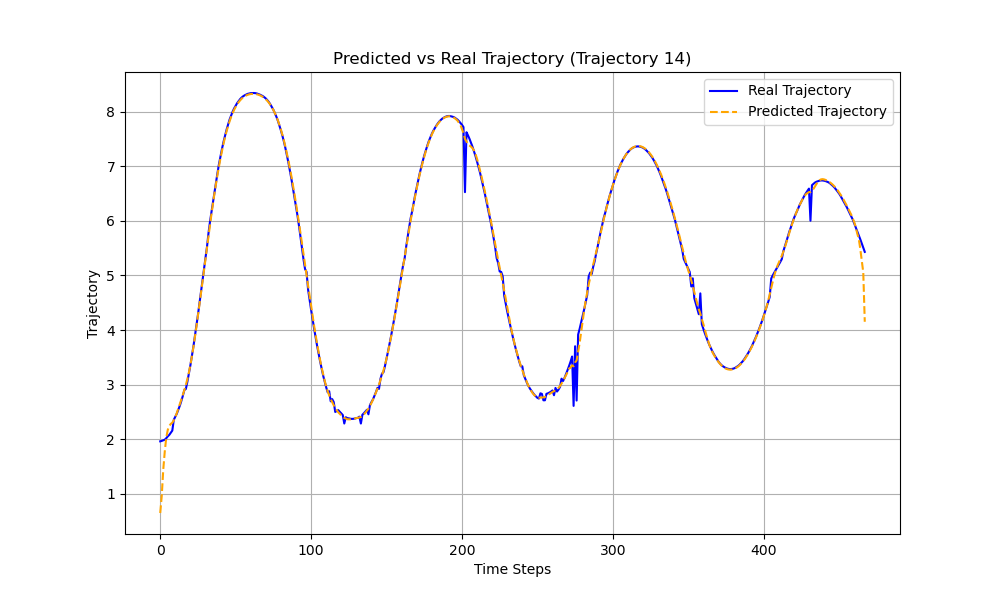 Predicted vs Real Trajectory (Trajectory 14)
Real Trajectory
Predicted Trajectory
Trajectory
8
7
6
5
4
3
2
1
0 100 200 300 400
Time Steps